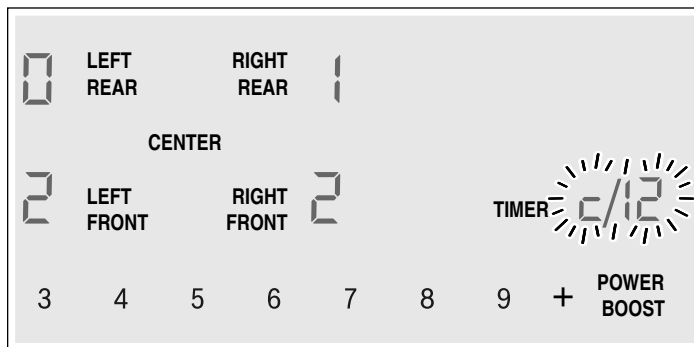 0 LEFT REAR RIGHT REAR 1
CENTER
2 LEFT FRONT RIGHT FRONT 2 TIMER c/12
3 4 5 6 7 8 9 + POWER BOOST